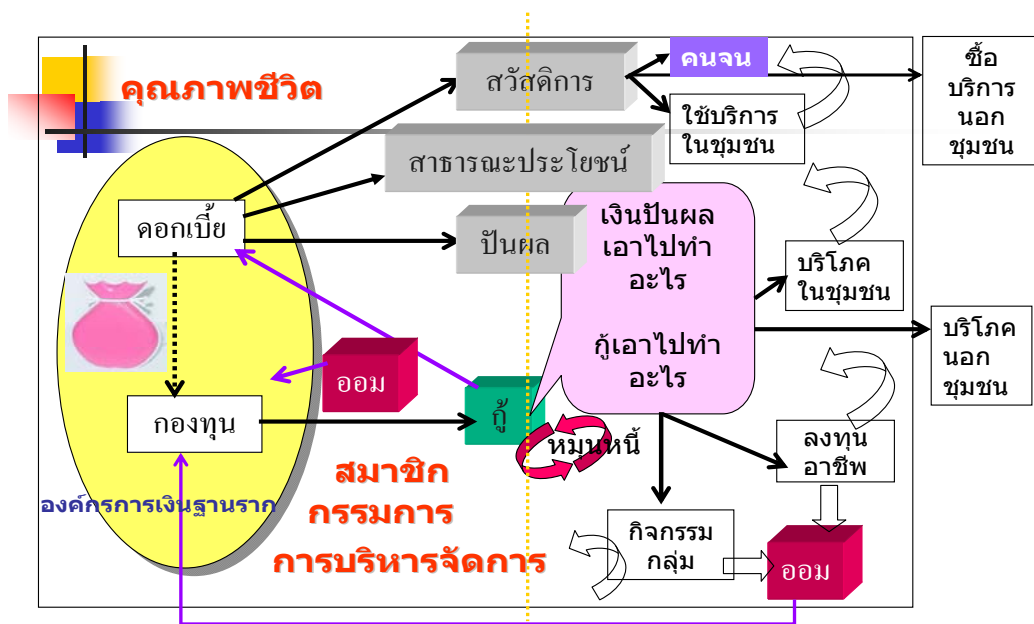 คุณภาพชีวิต
สวัสดิการ
คนจน
ใช้บริการ
ในชุมชน
ซื้อ
บริการ
นอก
ชุมชน
สาธารณะประโยชน์
ดอกเบี้ย
ปันผล
เงินปันผล
เอาไปทำ
อะไร
กู้เอาไปทำ
อะไร
บริโภค
ในชุมชน
บริโภค
นอก
ชุมชน
ออม
กองทุน
กู้
หมุนหนี้
ลงทุน
อาชีพ
องค์กรการเงินฐานราก
สมาชิก
กรรมการ
การบริหารจัดการ
กิจกรรม
กลุ่ม
ออม